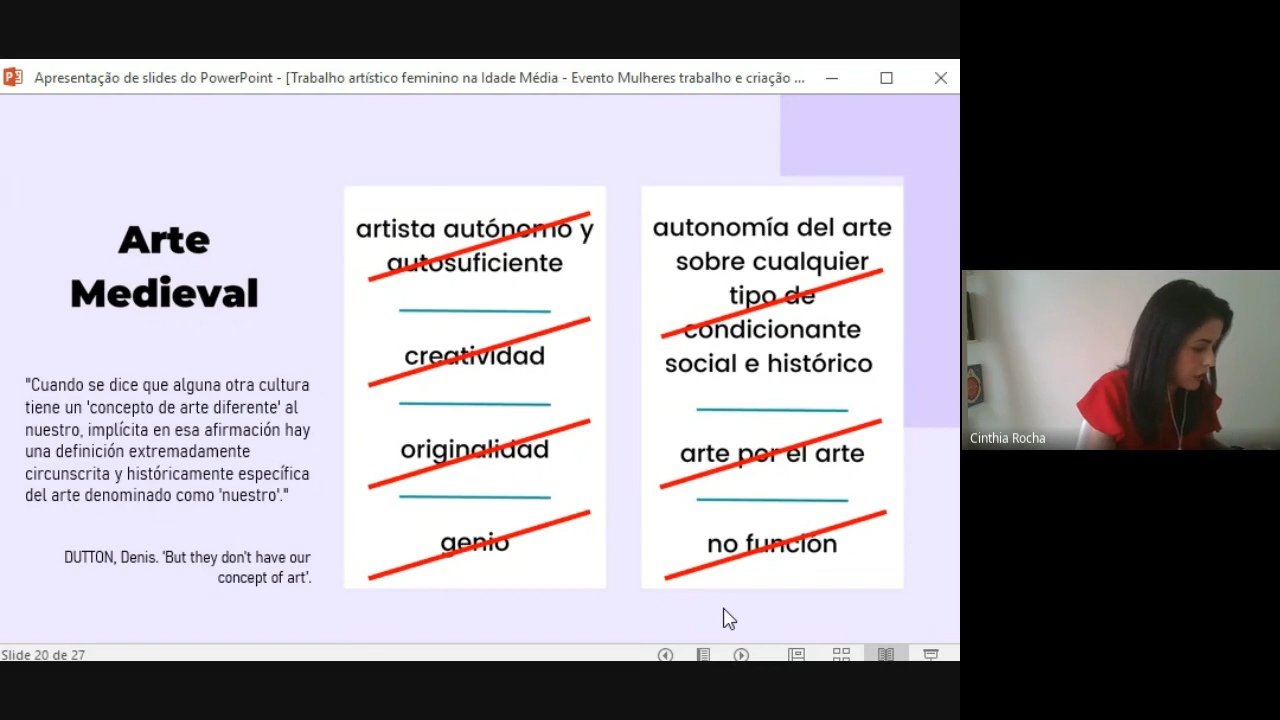 Apresentação de slides do PowerPoint - [Trabalho artístico feminino na Idade Média - Evento Mulheres trabalho e criação ...
Arte
Medieval
"Cuando se dice que alguna otra cultura
tiene un 'concepto de arte diferente' al
nuestro, implícita en esa afirmación hay
una definición extremadamente
circunscrita y históricamente específica
del arte denominado como 'nuestro'."
DUTTON, Denis. 'But they don't have our
concept of art'.
artista autónomo y
autosuficiente
creatividad
originalidad
genio
autonomía del arte
sobre cualquier
tipo de
condicionante
social e histórico
arte por el arte
no función
Cinthia Rocha
Slide 20 de 27